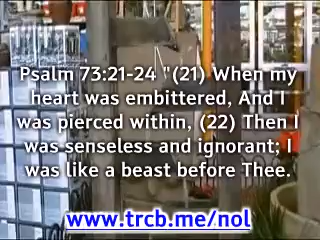 Psalm 73:21-24 "(21) When my
heart was embittered, And I
was pierced within, (22) Then I
was senseless and ignorant; I
was like a beast before Thee.
www.trcb.me/nol